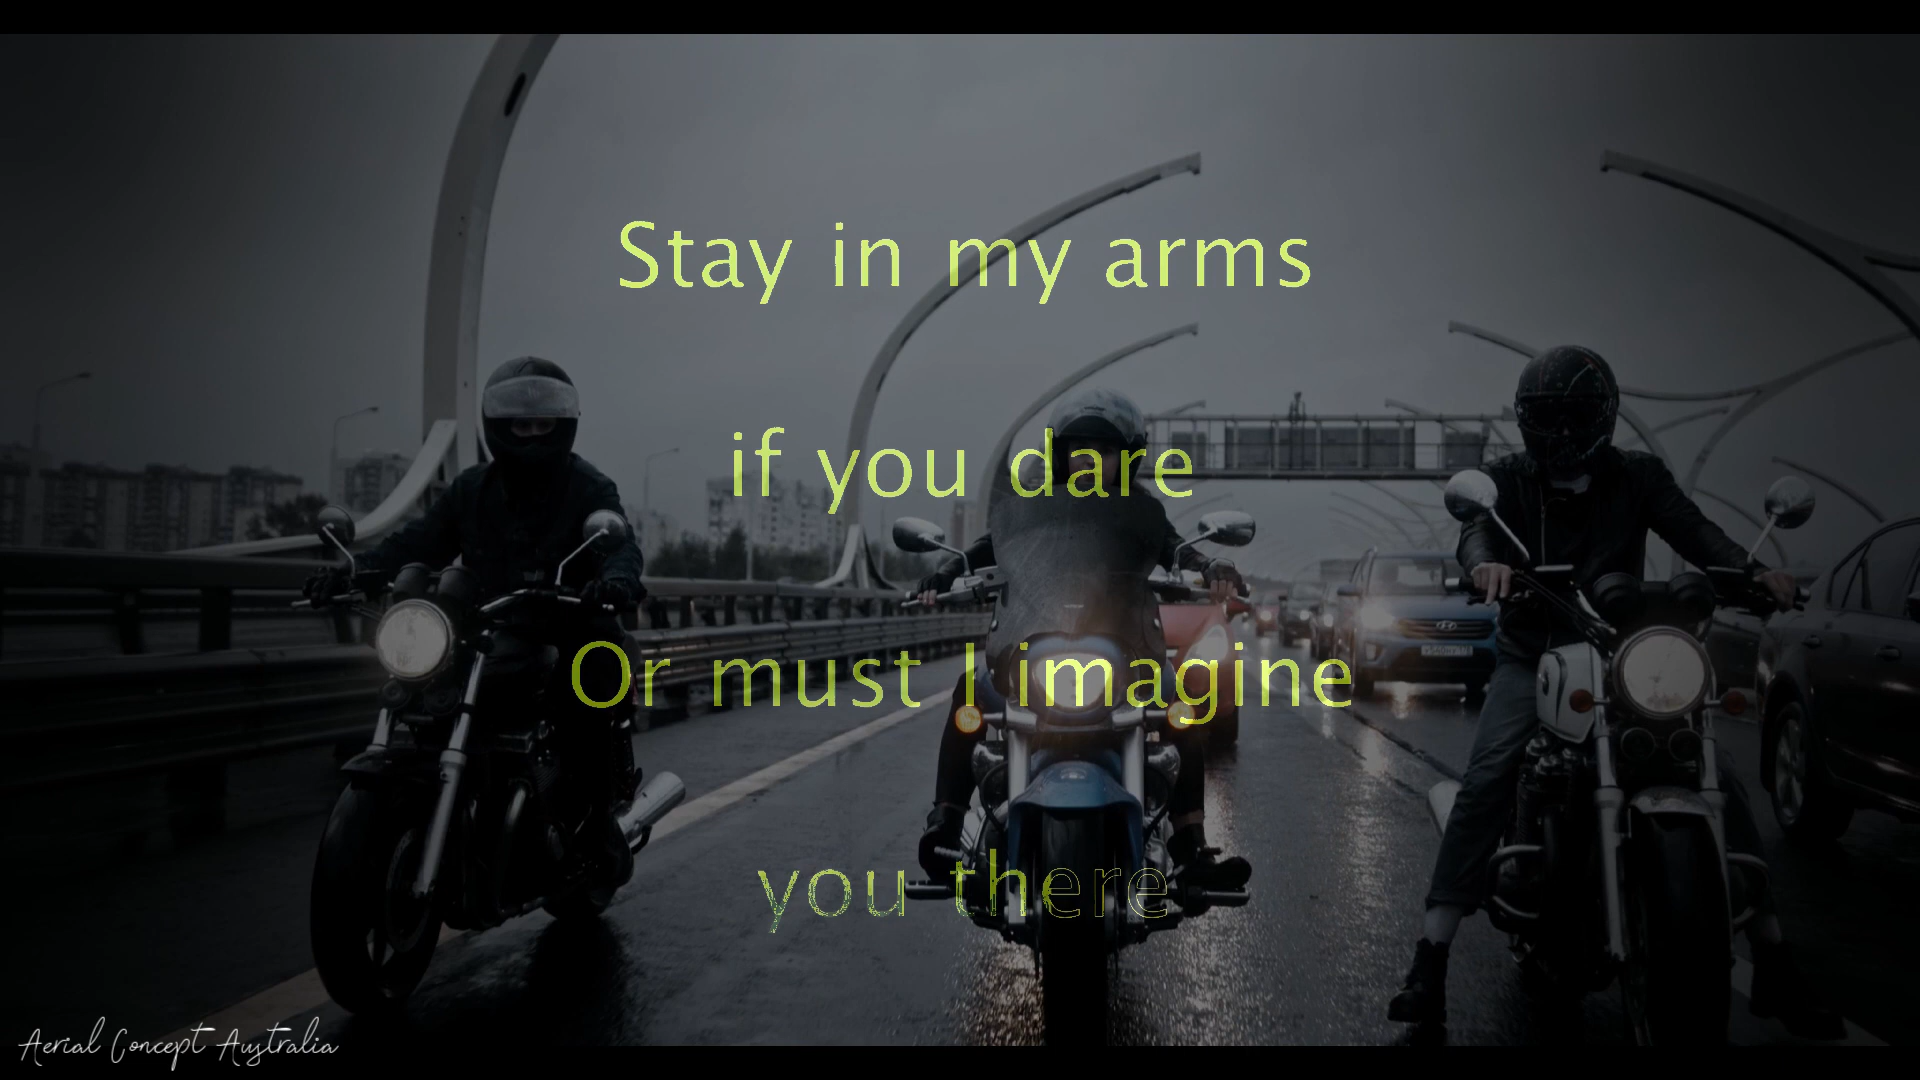 Stay in my arms
if you dare
Or must I imagine
you there
Aerial Concept Australia